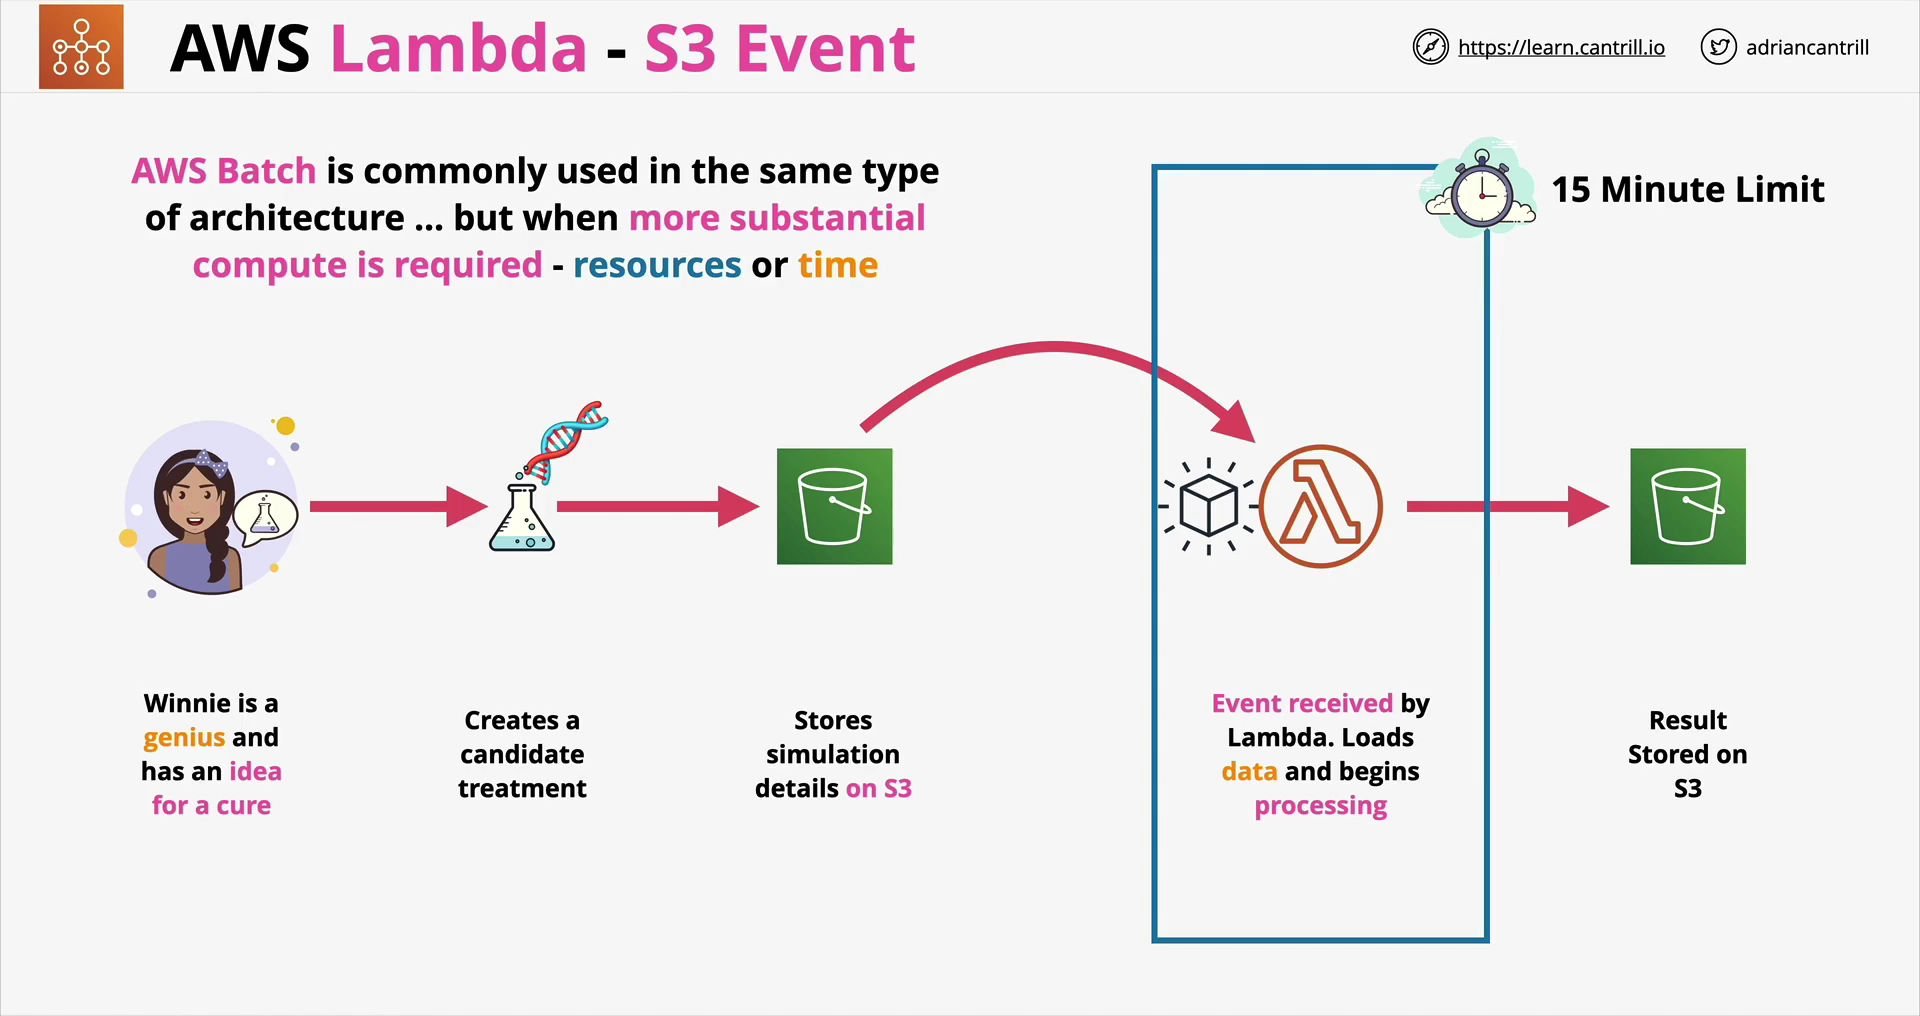 AWS Lambda - S3 Event
https://learn.cantrill.io
adriancantrill
AWS Batch is commonly used in the same type
of architecture ... but when more substantial
compute is required - resources or time
15 Minute Limit
Winnie is a
genius and
has an idea
for a cure
Creates a
candidate
treatment
Stores
simulation
details on S3
Event received by
Lambda. Loads
data and begins
processing
Result
Stored on
S3